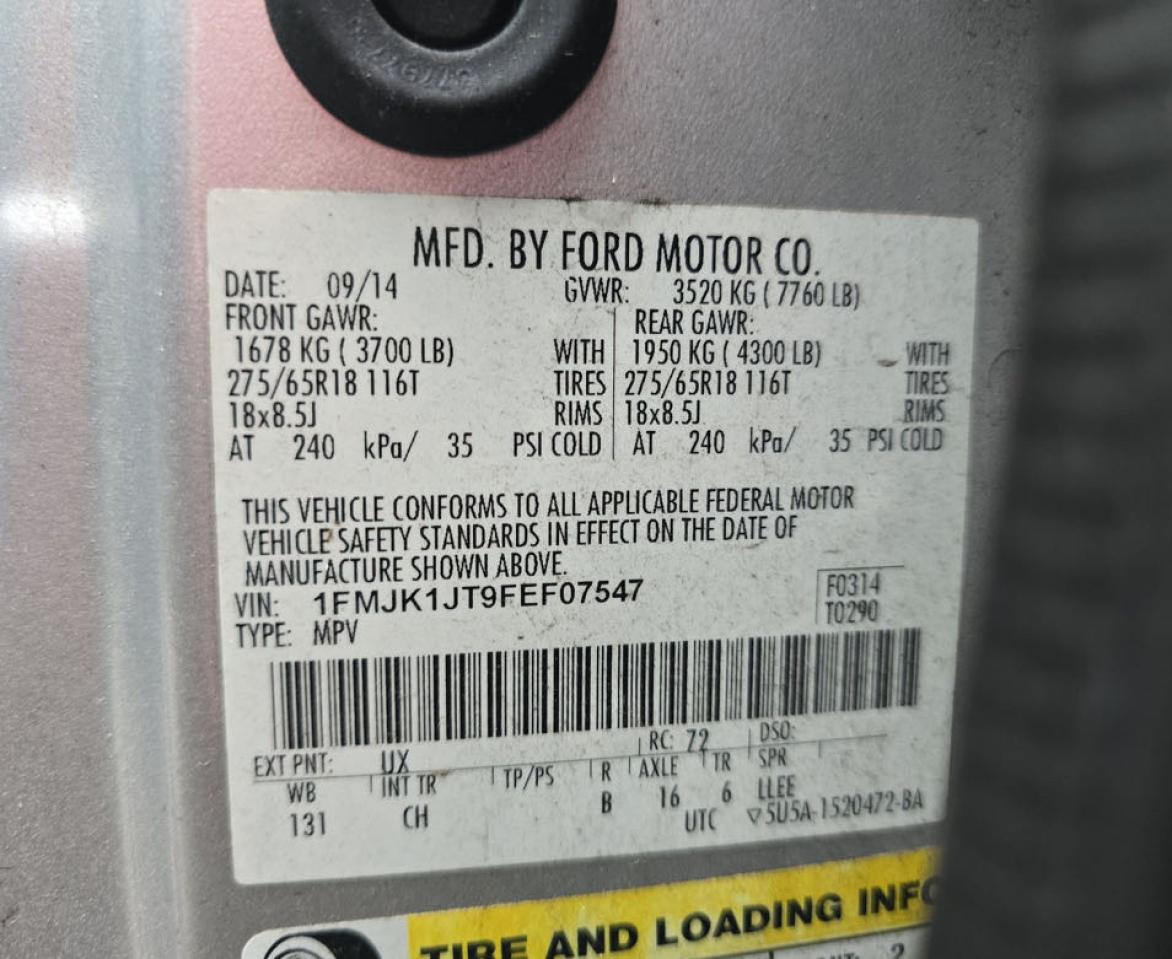 MFD. BY FORD MOTOR CO.
DATE: 09/14 GVWR: 3520 KG ( 7760 LB)
FRONT GAWR: REAR GAWR:
1678 KG ( 3700 LB) WITH 1950 KG ( 4300 LB) WITH
275/65R18 116T TIRES 275/65R18 116T TIRES
18x8.5J RIMS 18x8.5J RIMS
AT 240 kPa/ 35 PSI COLD AT 240 kPa/ 35 PSI COLD
THIS VEHICLE CONFORMS TO ALL APPLICABLE FEDERAL MOTOR
VEHICLE SAFETY STANDARDS IN EFFECT ON THE DATE OF
MANUFACTURE SHOWN ABOVE.
VIN: 1FMJK1JT9FEF07547 F0314
TYPE: MPV T0290
EXT PNT: UX RC: 72 DSO:
WB INT TR TP/PS R AXLE TR SPR
131 CH B 16 6 LLEE
UTC ▽5U5A-1520472-BA
TIRE AND LOADING INFO
2